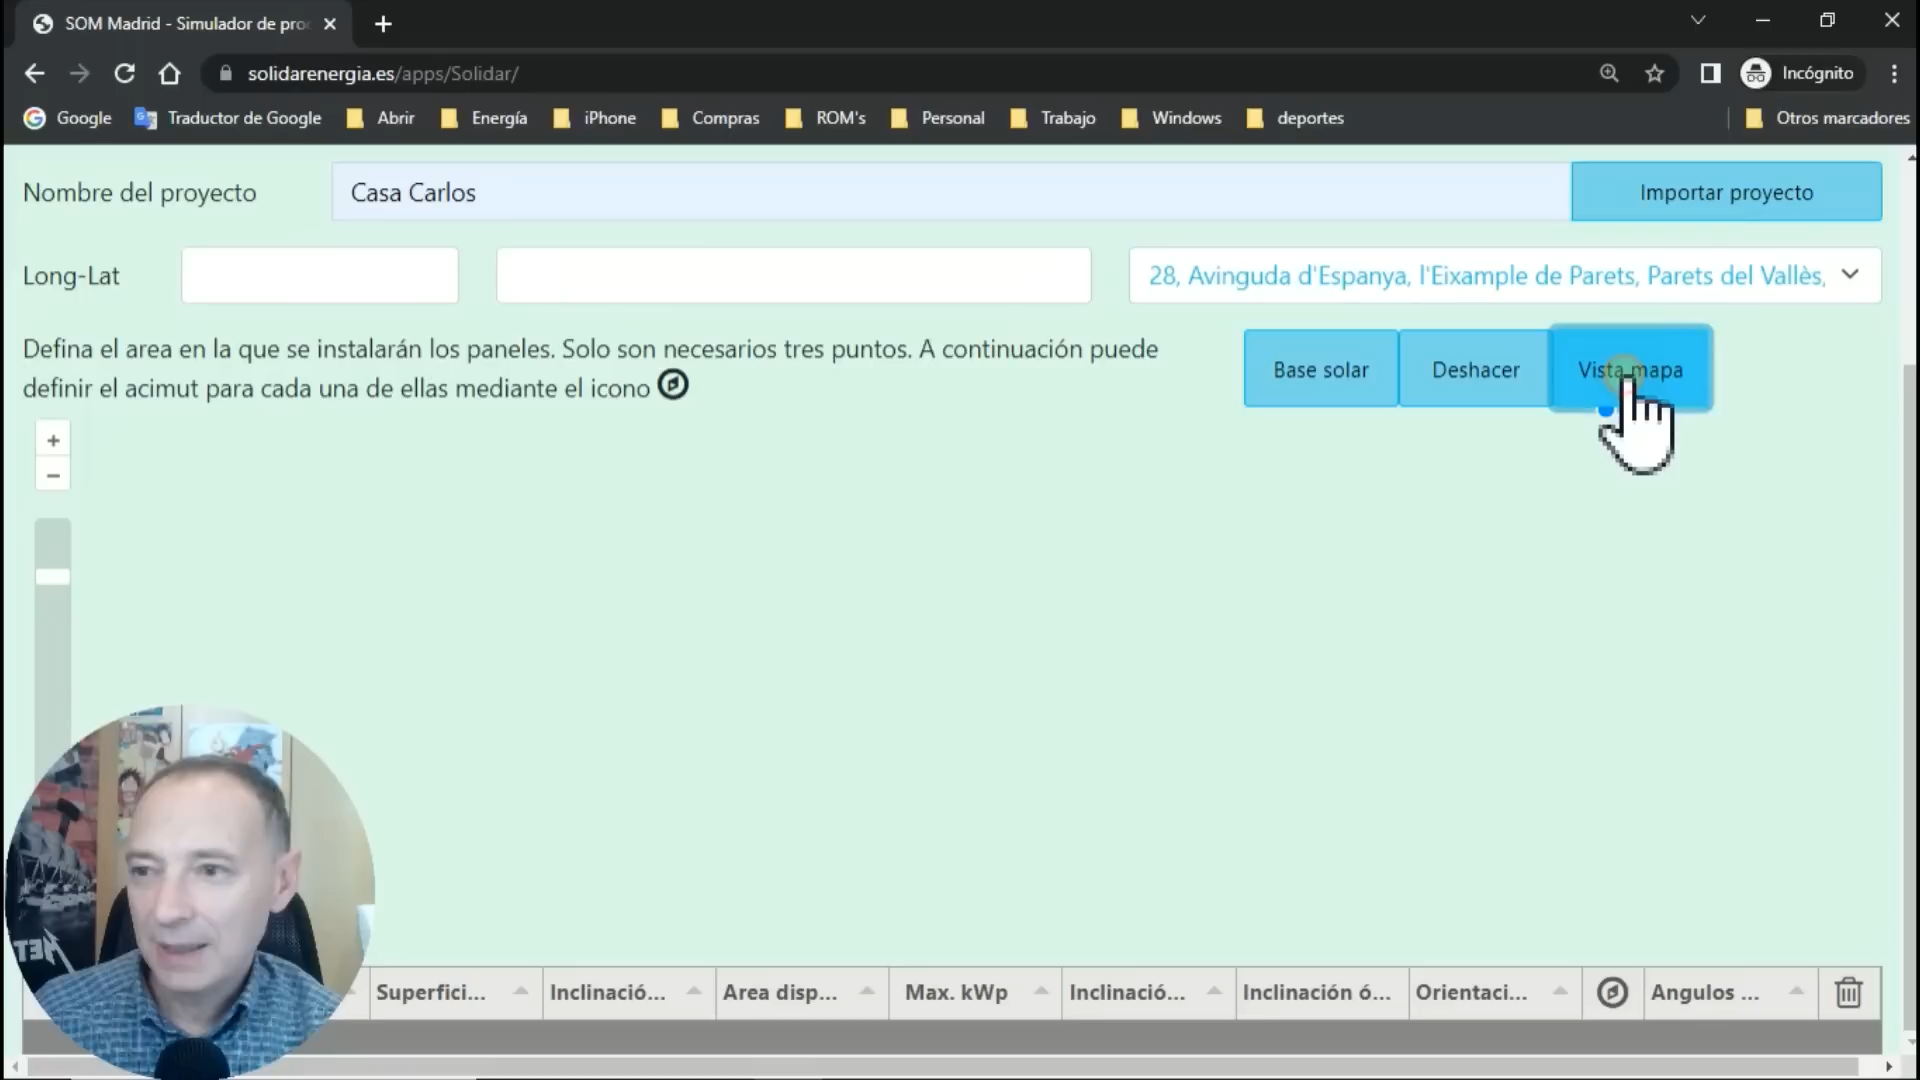 SOM Madrid - Simulador de pro
solidarenergia.es/apps/Solidar/
Incógnito
Google
Traductor de Google
Abrir
Energía
iPhone
Compras
ROM's
Personal
Trabajo
Windows
deportes
Otros marcadores
Nombre del proyecto
Casa Carlos
Importar proyecto
Long-Lat
28, Avinguda d'Espanya, l'Eixample de Parets, Parets del Vallès,
Defina el area en la que se instalarán los paneles. Solo son necesarios tres puntos. A continuación puede
definir el acimut para cada una de ellas mediante el icono
Base solar
Deshacer
Vista mapa
+
−
Superfici...
Inclinació...
Area disp...
Max. kWp
Inclinació...
Inclinación ó...
Orientaci...
Angulos ...
MET